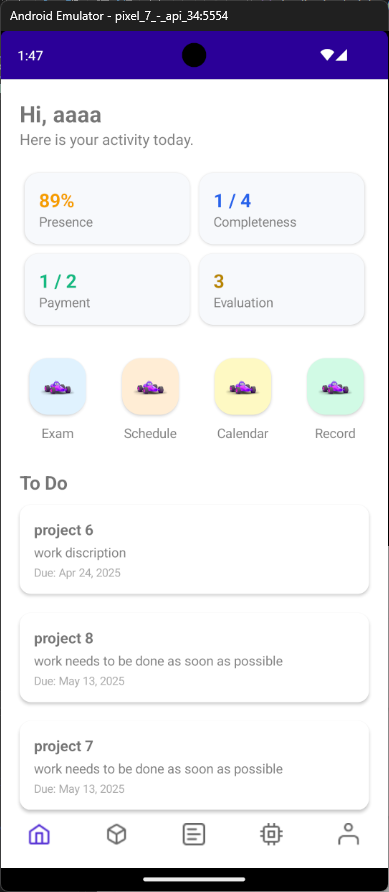 Android Emulator - pixel_7_-_api_34:5554
1:47
Hi, aaaa
Here is your activity today.
89%
Presence
1 / 4
Completeness
1 / 2
Payment
3
Evaluation
Exam
Schedule
Calendar
Record
To Do
project 6
work discription
Due: Apr 24, 2025
project 8
work needs to be done as soon as possible
Due: May 13, 2025
project 7
work needs to be done as soon as possible
Due: May 13, 2025